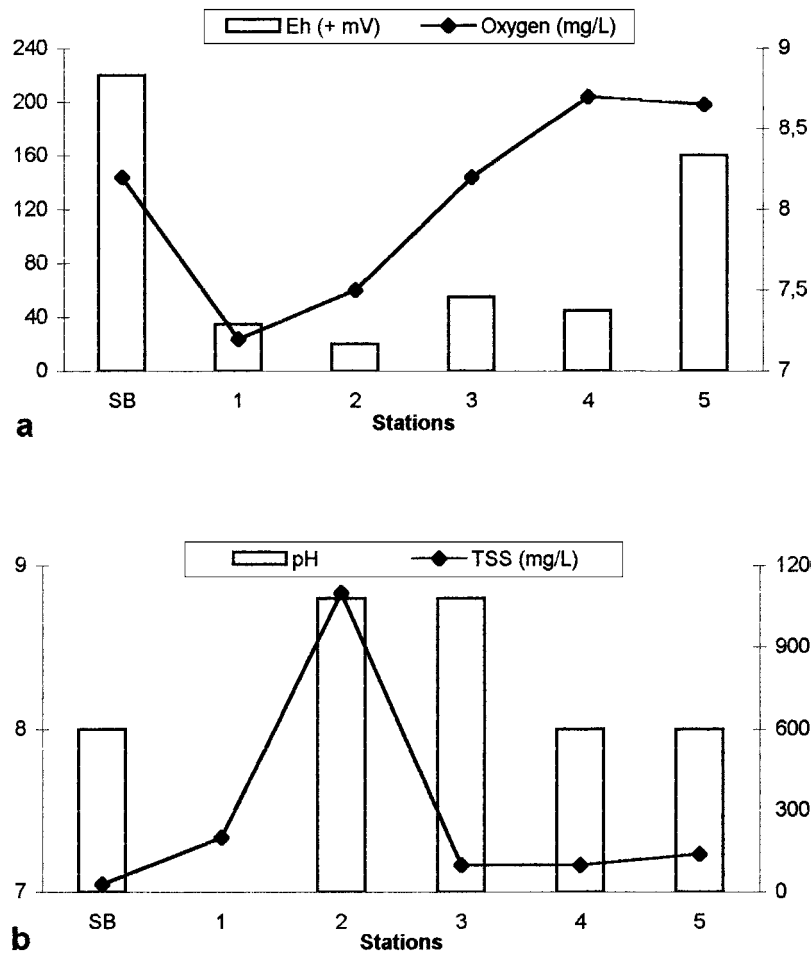 Eh (+ mV) Oxygen (mg/L)
240 9
200 8,5
160
120 8
80 7,5
40
0 7
SB 1 2 3 4 5
Stations
a
pH TSS (mg/L)
9 1200
900
8 600
300
7 0
SB 1 2 3 4 5
Stations
b